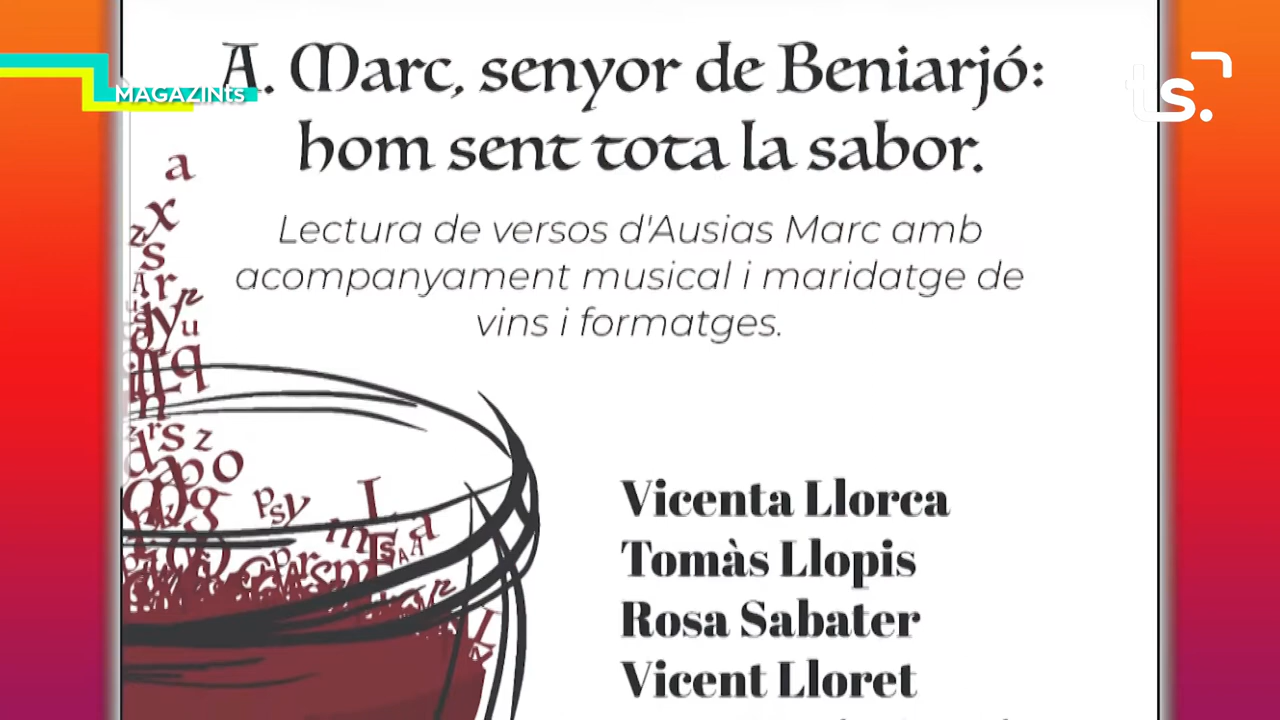 A. Marc, senyor de Beniarjó:
hom sent tota la sabor.
MAGAZINts
ts.
Lectura de versos d'Ausias Marc amb
acompanyament musical i maridatge de
vins i formatges.
Vicenta Llorca
Tomàs Llopis
Rosa Sabater
Vicent Lloret